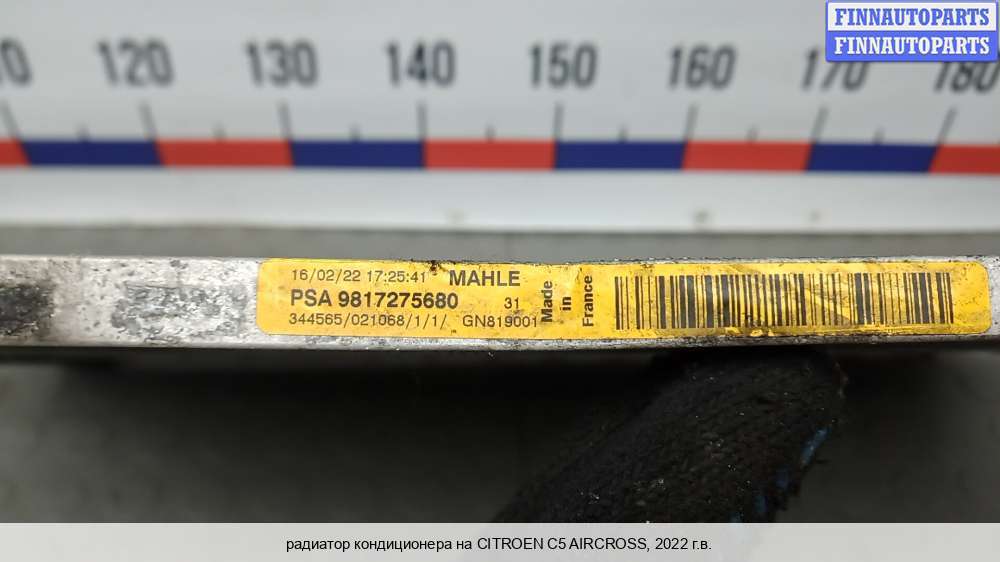 FINNAUTOPARTS
FINNAUTOPARTS
120 130 140 150 160 170 180
16/02/22 17:25:41 MAHLE
PSA 9817275680 31
344565/021068/1/1/ GN819001
Made
in
France
радиатор кондиционера на CITROEN C5 AIRCROSS, 2022 г.в.